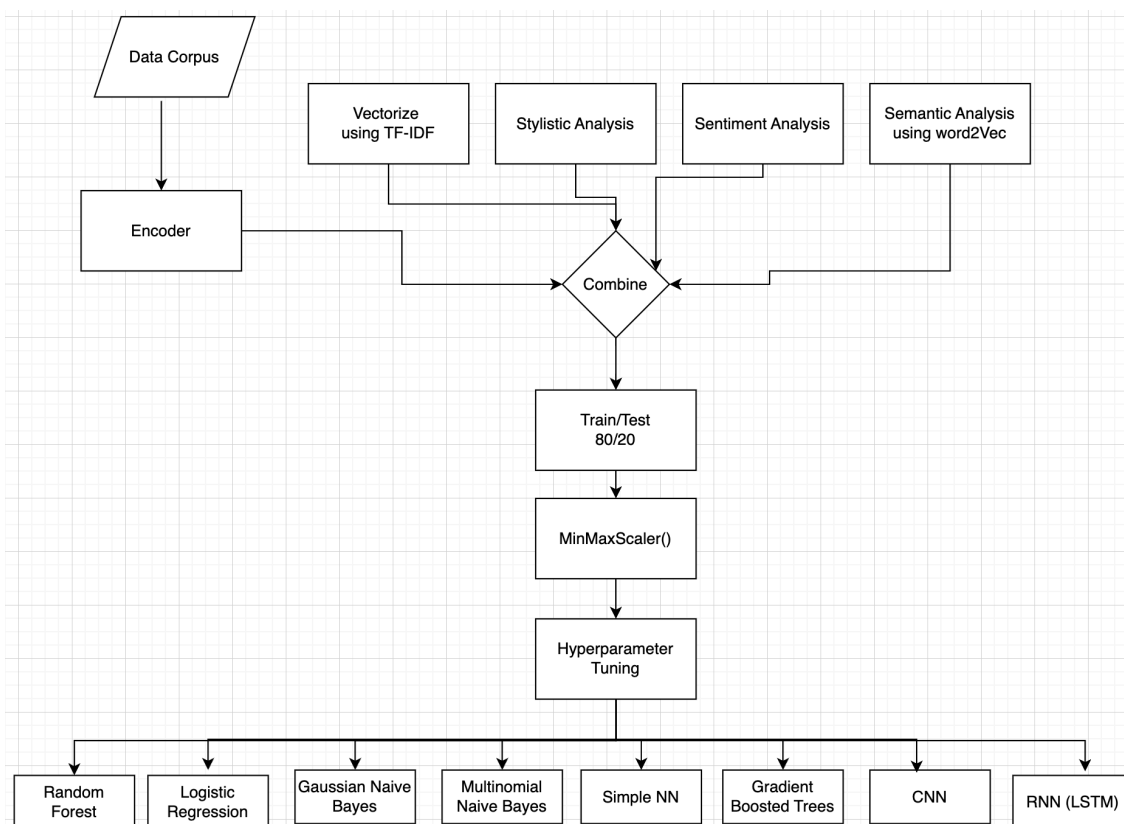 Data Corpus
Vectorize
using TF-IDF
Stylistic Analysis
Sentiment Analysis
Semantic Analysis
using word2Vec
Encoder
Combine
Train/Test
80/20
MinMaxScaler()
Hyperparameter
Tuning
Random
Forest
Logistic
Regression
Gaussian Naive
Bayes
Multinomial
Naive Bayes
Simple NN
Gradient
Boosted Trees
CNN
RNN (LSTM)